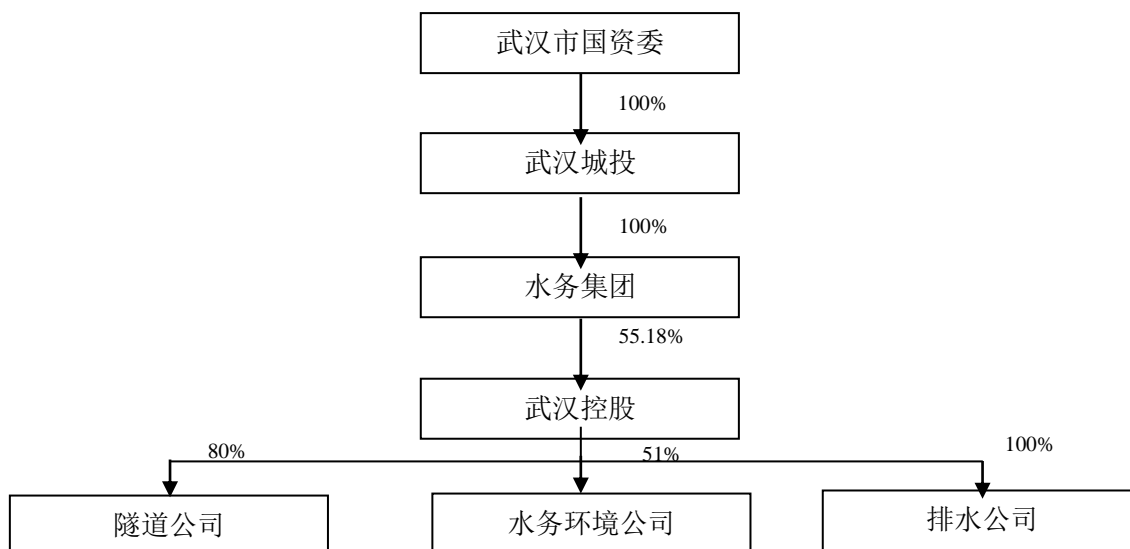 武汉市国资委
100%
武汉城投
100%
水务集团
55.18%
武汉控股
80%
51%
100%
隧道公司
水务环境公司
排水公司